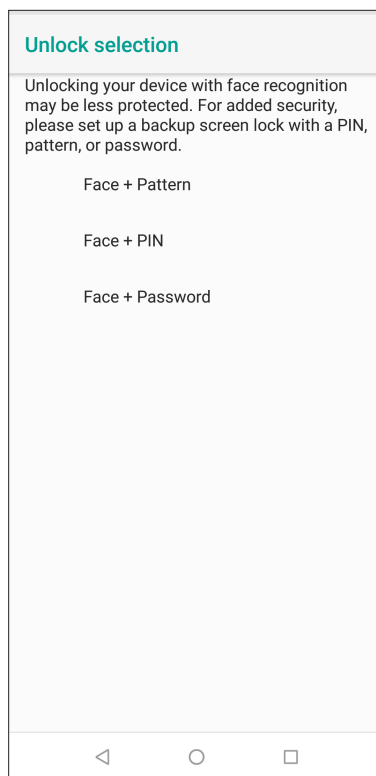 Unlock selection
Unlocking your device with face recognition
may be less protected. For added security,
please set up a backup screen lock with a PIN,
pattern, or password.
Face + Pattern
Face + PIN
Face + Password